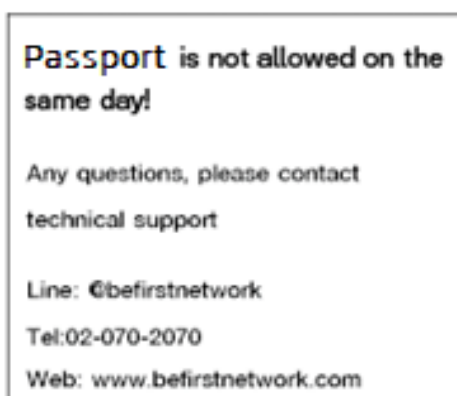 Passport is not allowed on the
same day!
Any questions, please contact
technical support
Line: @befirstnetwork
Tel:02-070-2070
Web: www.befirstnetwork.com